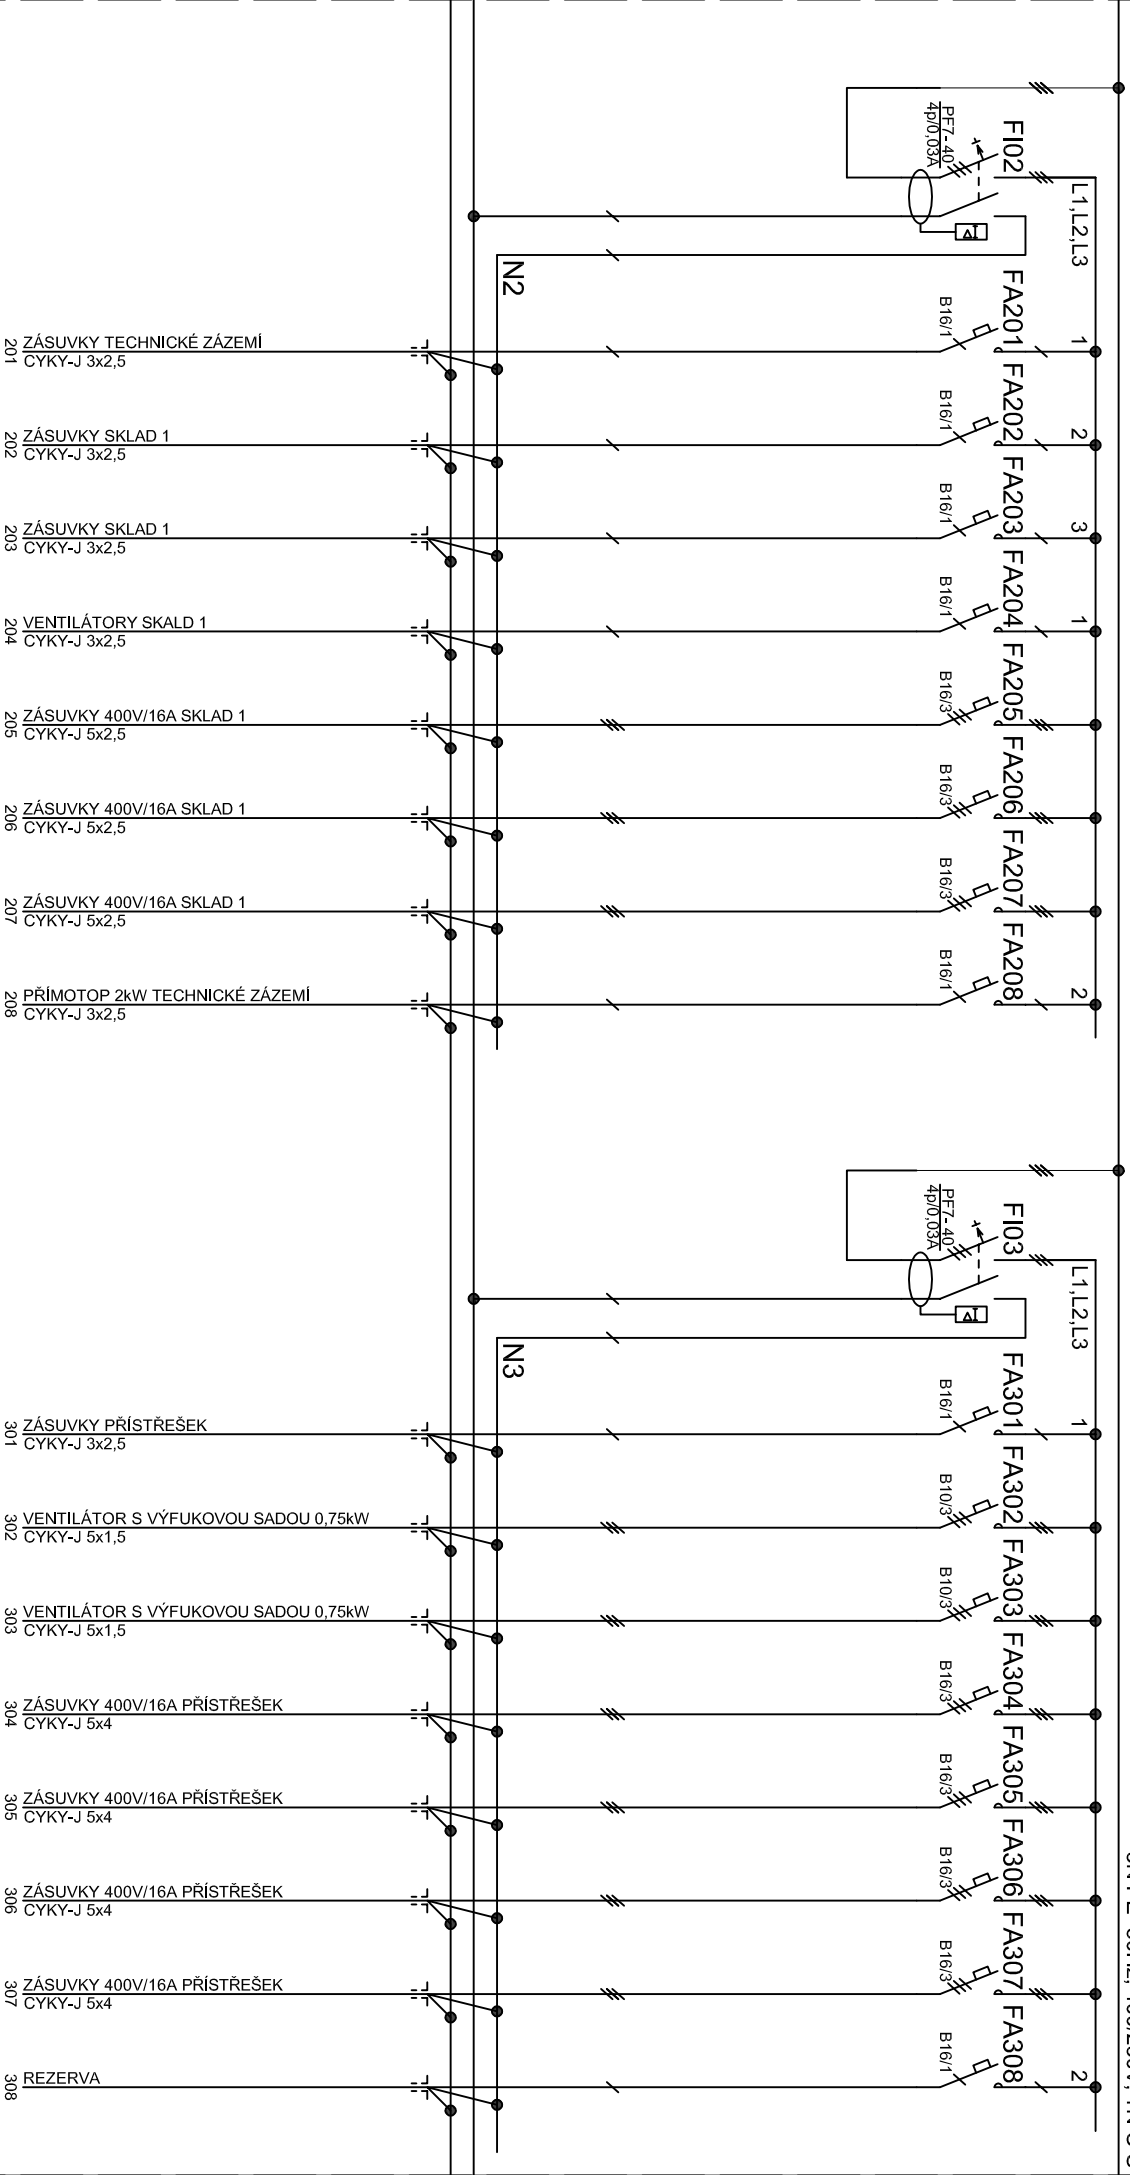 FI02
PF7-40
4p/0,03A
ΔI
L1,L2,L3
N2
FA201
B16/1
1
FA202
B16/1
2
FA203
B16/1
3
FA204
B16/1
1
FA205
B16/3
FA206
B16/3
FA207
B16/3
FA208
B16/1
2
201
ZÁSUVKY TECHNICKÉ ZÁZEMÍ
CYKY-J 3x2,5
202
ZÁSUVKY SKLAD 1
CYKY-J 3x2,5
203
ZÁSUVKY SKLAD 1
CYKY-J 3x2,5
204
VENTILÁTORY SKALD 1
CYKY-J 3x2,5
205
ZÁSUVKY 400V/16A SKLAD 1
CYKY-J 5x2,5
206
ZÁSUVKY 400V/16A SKLAD 1
CYKY-J 5x2,5
207
ZÁSUVKY 400V/16A SKLAD 1
CYKY-J 5x2,5
208
PŘÍMOTOP 2kW TECHNICKÉ ZÁZEMÍ
CYKY-J 3x2,5
FI03
PF7-40
4p/0,03A
ΔI
L1,L2,L3
N3
FA301
B16/1
1
FA302
B10/3
FA303
B10/3
FA304
B16/3
FA305
B16/3
FA306
B16/3
FA307
B16/3
FA308
B16/1
2
301
ZÁSUVKY PŘÍSTŘEŠEK
CYKY-J 3x2,5
302
VENTILÁTOR S VÝFUKOVOU SADOU 0,75kW
CYKY-J 5x1,5
303
VENTILÁTOR S VÝFUKOVOU SADOU 0,75kW
CYKY-J 5x1,5
304
ZÁSUVKY 400V/16A PŘÍSTŘEŠEK
CYKY-J 5x4
305
ZÁSUVKY 400V/16A PŘÍSTŘEŠEK
CYKY-J 5x4
306
ZÁSUVKY 400V/16A PŘÍSTŘEŠEK
CYKY-J 5x4
307
ZÁSUVKY 400V/16A PŘÍSTŘEŠEK
CYKY-J 5x4
308
REZERVA